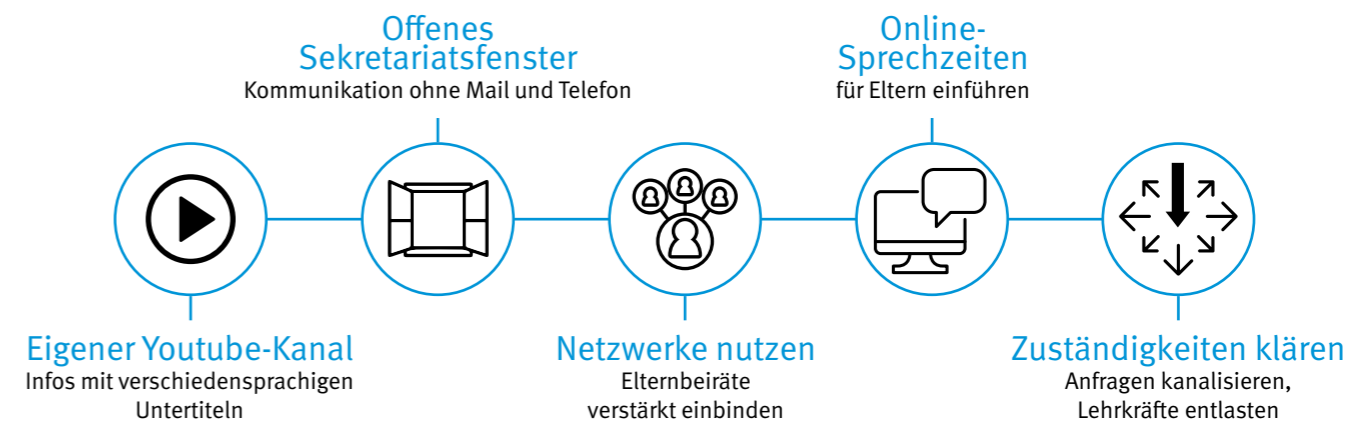 Offenes
Sekretariatsfenster
Kommunikation ohne Mail und Telefon
Online-
Sprechzeiten
für Eltern einführen
Eigener Youtube-Kanal
Infos mit verschiedensprachigen
Untertiteln
Netzwerke nutzen
Elternbeiräte
verstärkt einbinden
Zuständigkeiten klären
Anfragen kanalisieren,
Lehrkräfte entlasten